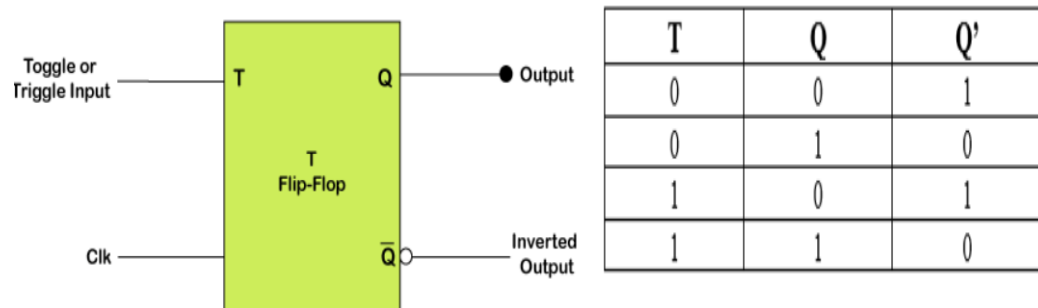 Toggle or
Triggle Input
T
Q
Output
T
Flip-Flop
Clk
Q̅
Inverted
Output
T Q Q’
0 0 1
0 1 0
1 0 1
1 1 0